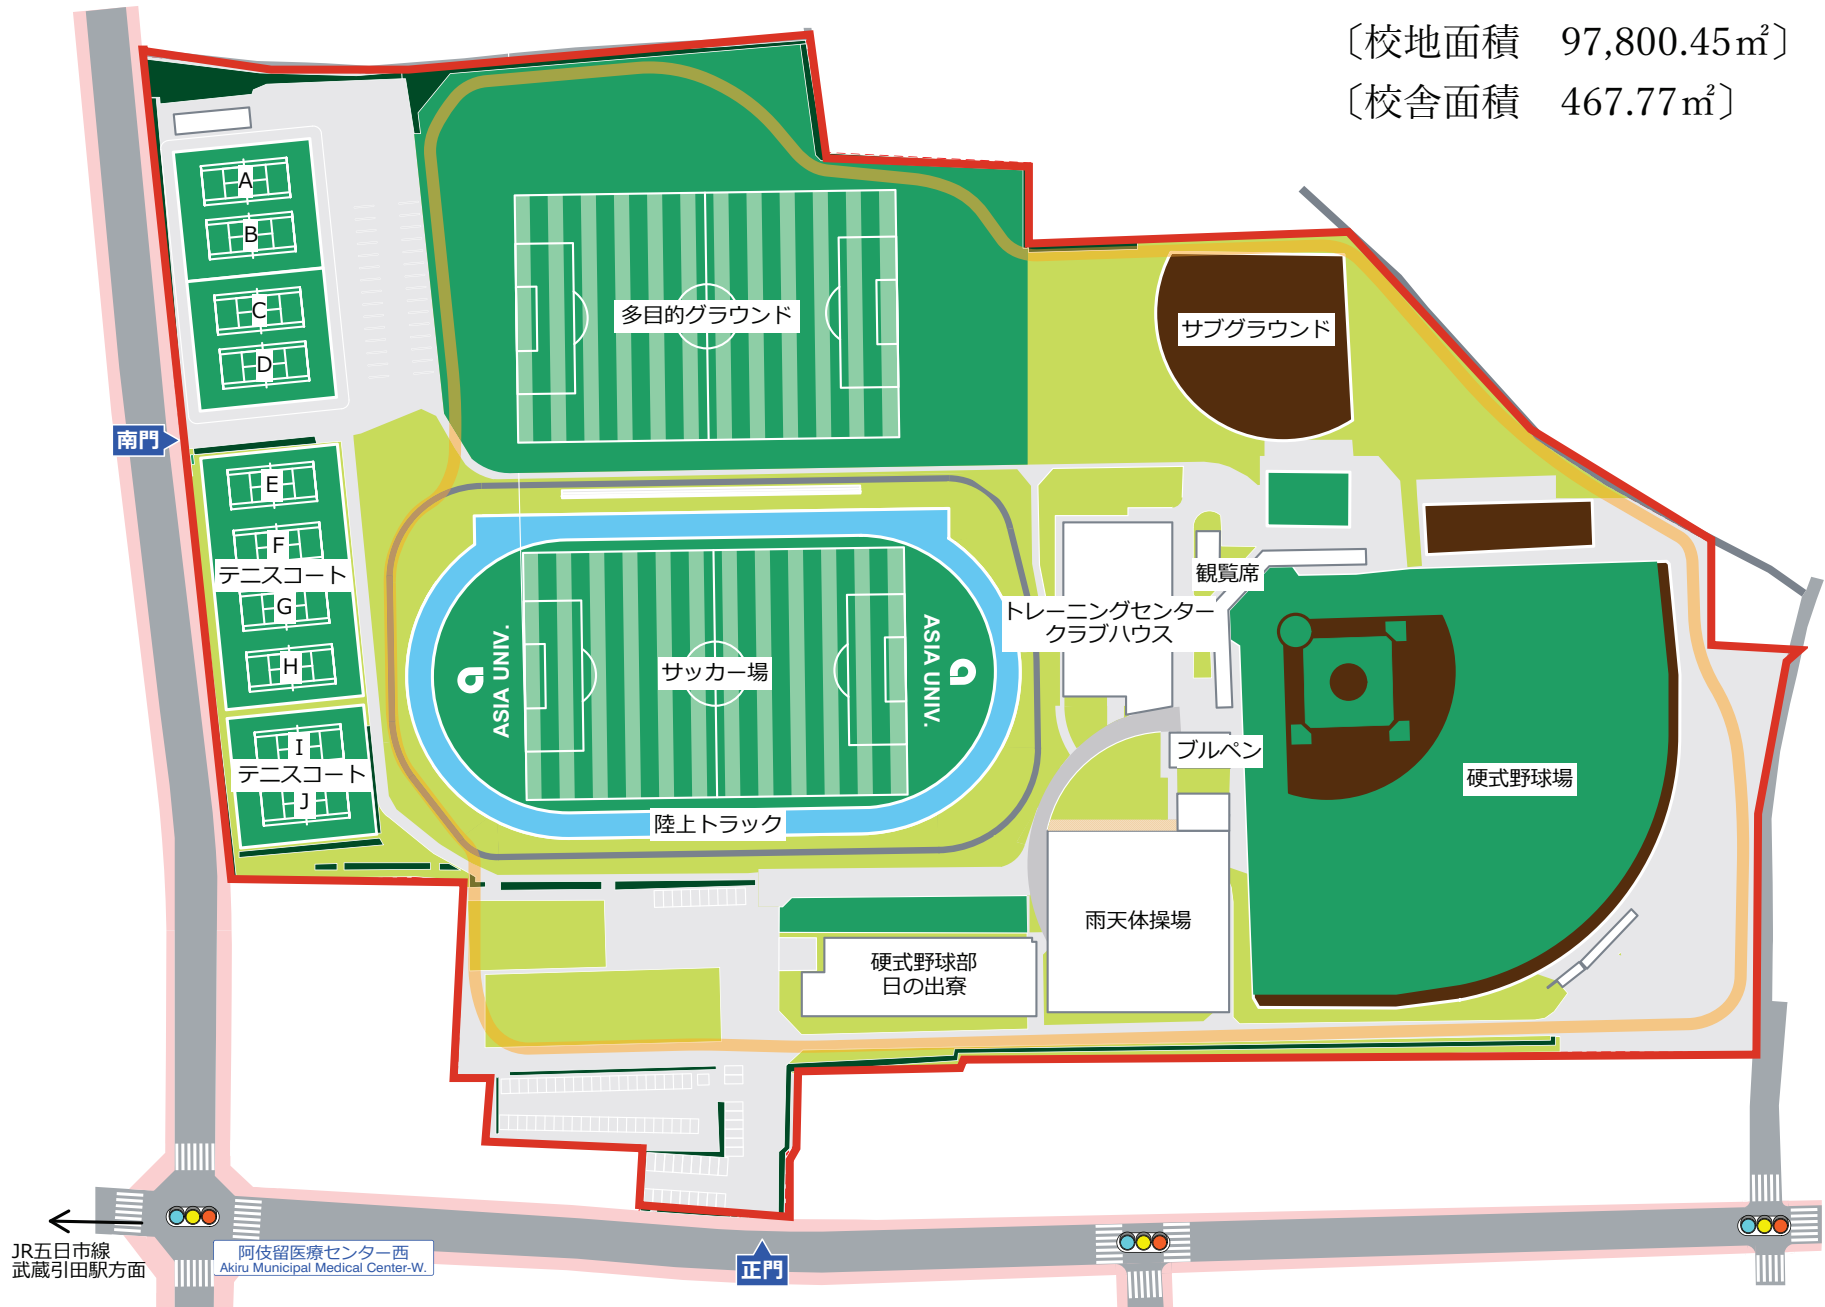 〔校地面積　97,800.45㎡〕
〔校舎面積　467.77㎡〕
A
B
C
D
南門
E
F
テニスコート
G
H
I
テニスコート
J
多目的グラウンド
サブグラウンド
観覧席
トレーニングセンター
クラブハウス
サッカー場
ASIA UNIV.
ASIA UNIV.
陸上トラック
ブルペン
硬式野球場
雨天体操場
硬式野球部
日の出寮
JR五日市線
武蔵引田駅方面
阿伎留医療センター西
Akiru Municipal Medical Center-W.
正門